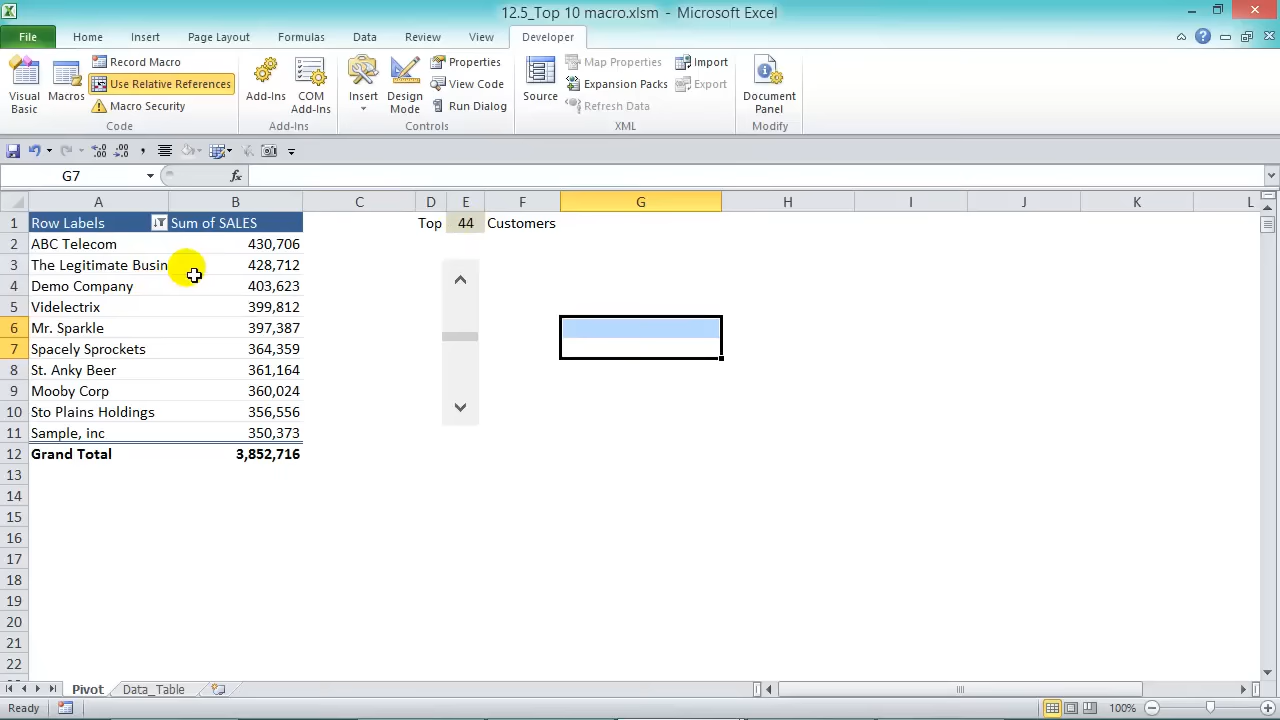 12.5_Top 10 macro.xlsm - Microsoft Excel
File Home Insert Page Layout Formulas Data Review View Developer
Visual Basic
Macros
Record Macro
Use Relative References
Macro Security
Code
Add-Ins
COM Add-Ins
Add-Ins
Insert
Design Mode
Properties
View Code
Run Dialog
Controls
Source
Map Properties
Expansion Packs
Refresh Data
Import
Export
XML
Document Panel
Modify
G7 fx
A B C D E F G H I J K L
1 Row Labels Sum of SALES Top 44 Customers
2 ABC Telecom 430,706
3 The Legitimate Busin 428,712
4 Demo Company 403,623
5 Videlectrix 399,812
6 Mr. Sparkle 397,387
7 Spacely Sprockets 364,359
8 St. Anky Beer 361,164
9 Mooby Corp 360,024
10 Sto Plains Holdings 356,556
11 Sample, inc 350,373
12 Grand Total 3,852,716
13
14
15
16
17
18
19
20
21
22
Pivot Data_Table
Ready 100%